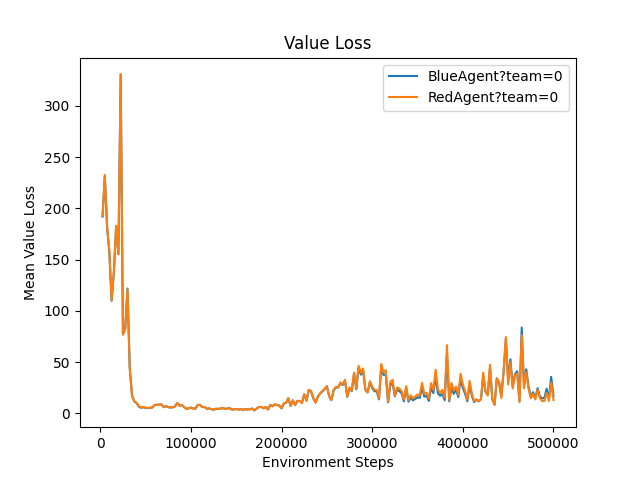 Value Loss
BlueAgent?team=0
RedAgent?team=0
Mean Value Loss
300
250
200
150
100
50
0
0
100000
200000
300000
400000
500000
Environment Steps